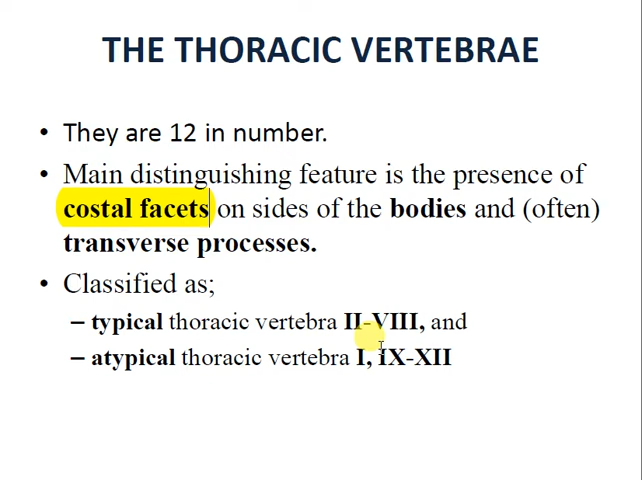 THE THORACIC VERTEBRAE
• They are 12 in number.
• Main distinguishing feature is the presence of
costal facets on sides of the bodies and (often)
transverse processes.
• Classified as;
– typical thoracic vertebra II-VIII, and
– atypical thoracic vertebra I, IX-XII